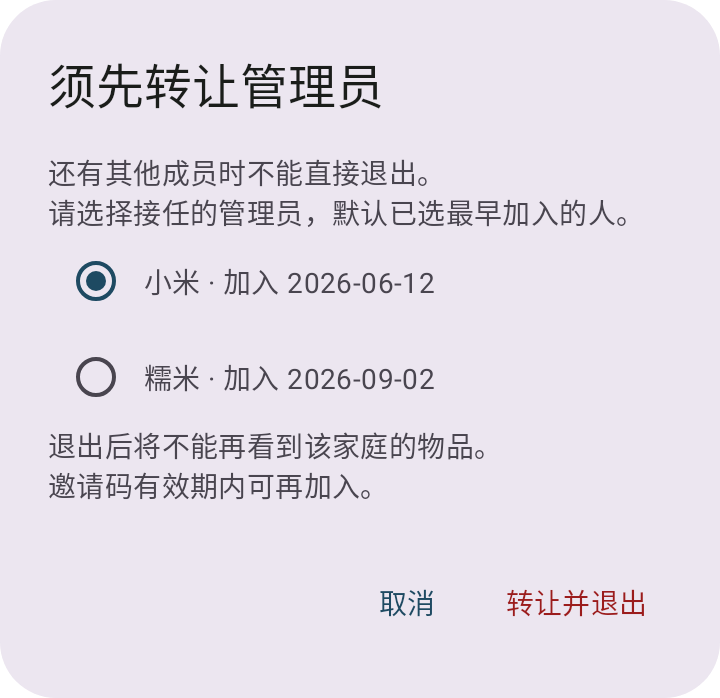 须先转让管理员
还有其他成员时不能直接退出。
请选择接任的管理员，默认已选最早加入的人。
小米 · 加入 2026-06-12
糯米 · 加入 2026-09-02
退出后将不能再看到该家庭的物品。
邀请码有效期内可再加入。
取消 转让并退出